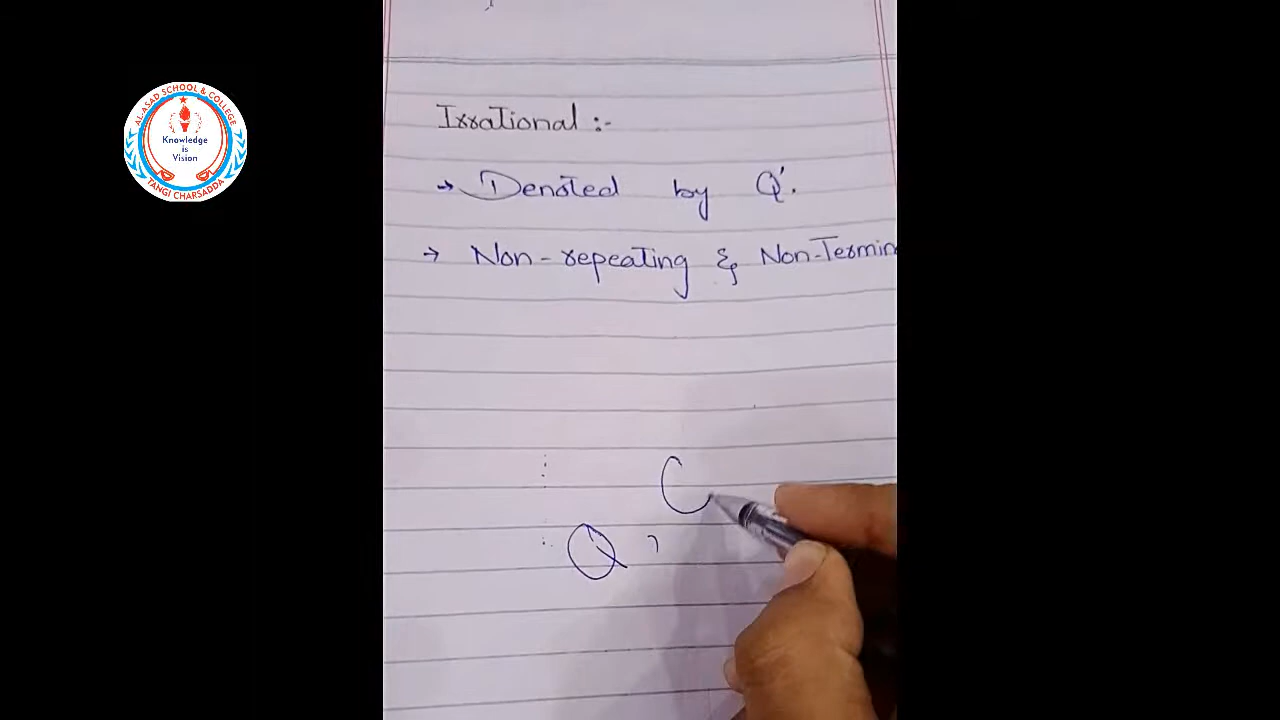 AL-ASAD SCHOOL & COLLEGE
Knowledge
is
Vision
TANGI CHARSADDA
Irrational :-
→ Denoted by Q'.
→ Non-repeating & Non-Termin
Q ,